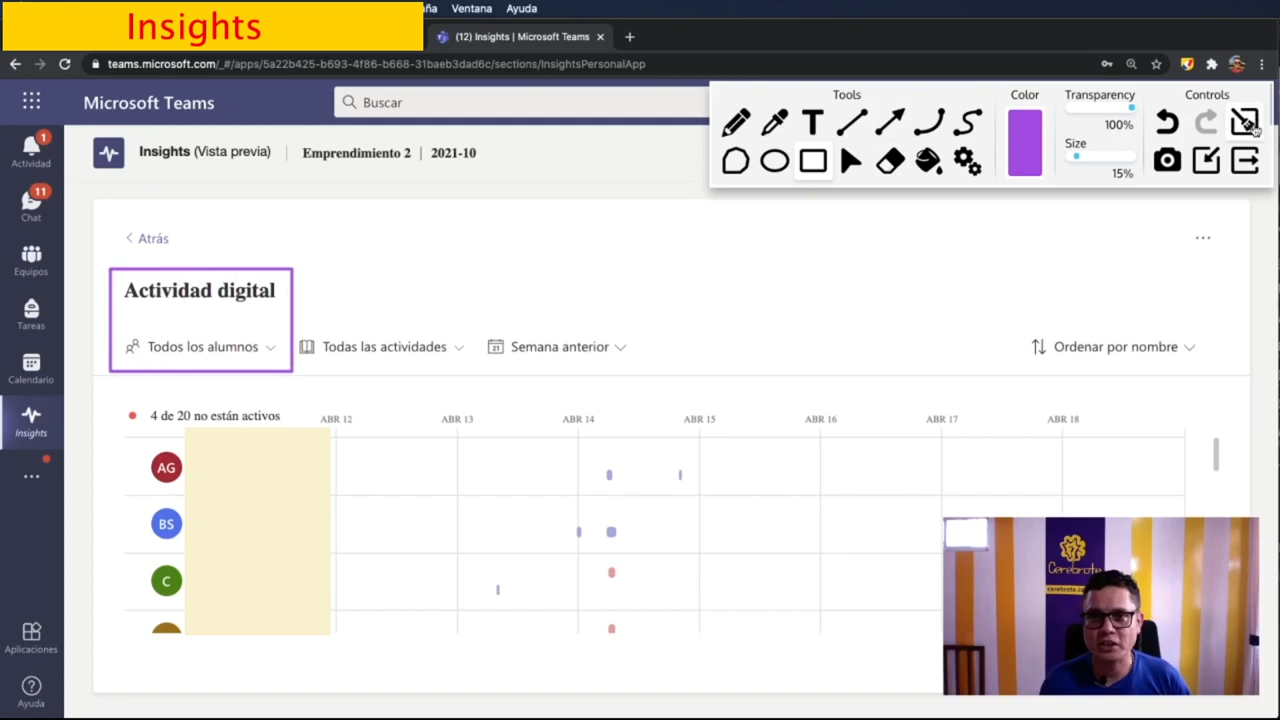 Insights
ña Ventana Ayuda
(12) Insights | Microsoft Teams
teams.microsoft.com/_#/apps/5a22b425-b693-4f86-b668-31baeb3dad6c/sections/InsightsPersonalApp
Microsoft Teams
Buscar
Tools
Color
Transparency
100%
Size
15%
Controls
T
1
Actividad
11
Chat
Equipos
Tareas
Calendario
Insights
Aplicaciones
Ayuda
Insights (Vista previa) | Emprendimiento 2 | 2021-10
Atrás
Actividad digital
Todos los alumnos
Todas las actividades
21
Semana anterior
Ordenar por nombre
4 de 20 no están activos
ABR 12
ABR 13
ABR 14
ABR 15
ABR 16
ABR 17
ABR 18
AG
BS
C
Cerebrote